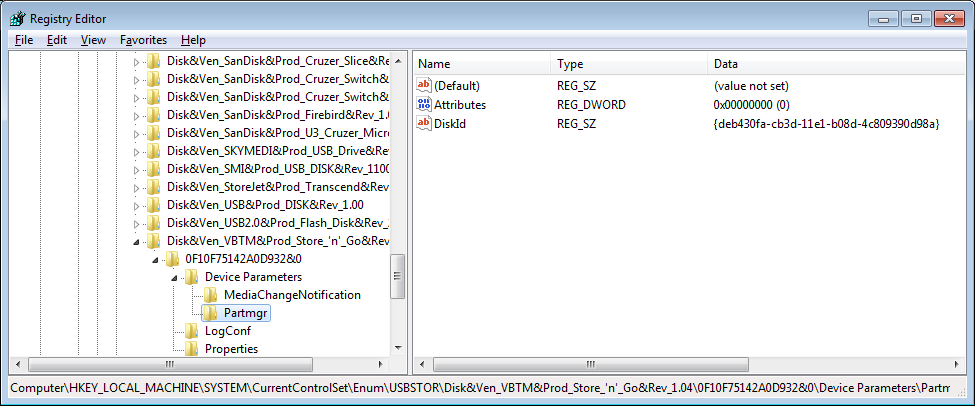 Registry Editor
File Edit View Favorites Help
Disk&Ven_SanDisk&Prod_Cruzer_Slice&Re
Disk&Ven_SanDisk&Prod_Cruzer_Switch&
Disk&Ven_SanDisk&Prod_Cruzer_Switch&
Disk&Ven_SanDisk&Prod_Firebird&Rev_1.0
Disk&Ven_SanDisk&Prod_U3_Cruzer_Micr
Disk&Ven_SKYMEDI&Prod_USB_Drive&Re
Disk&Ven_SMI&Prod_USB_DISK&Rev_1100
Disk&Ven_StoreJet&Prod_Transcend&Rev
Disk&Ven_USB&Prod_DISK&Rev_1.00
Disk&Ven_USB2.0&Prod_Flash_Disk&Rev_
Disk&Ven_VBTM&Prod_Store_'n'_Go&Rev
0F10F75142A0D932&0
Device Parameters
MediaChangeNotification
Partmgr
LogConf
Properties
Name Type Data
(Default) REG_SZ (value not set)
Attributes REG_DWORD 0x00000000 (0)
DiskId REG_SZ {deb430fa-cb3d-11e1-b08d-4c809390d98a}
Computer\HKEY_LOCAL_MACHINE\SYSTEM\CurrentControlSet\Enum\USBSTOR\Disk&Ven_VBTM&Prod_Store_'n'_Go&Rev_1.04\0F10F75142A0D932&0\Device Parameters\Partm